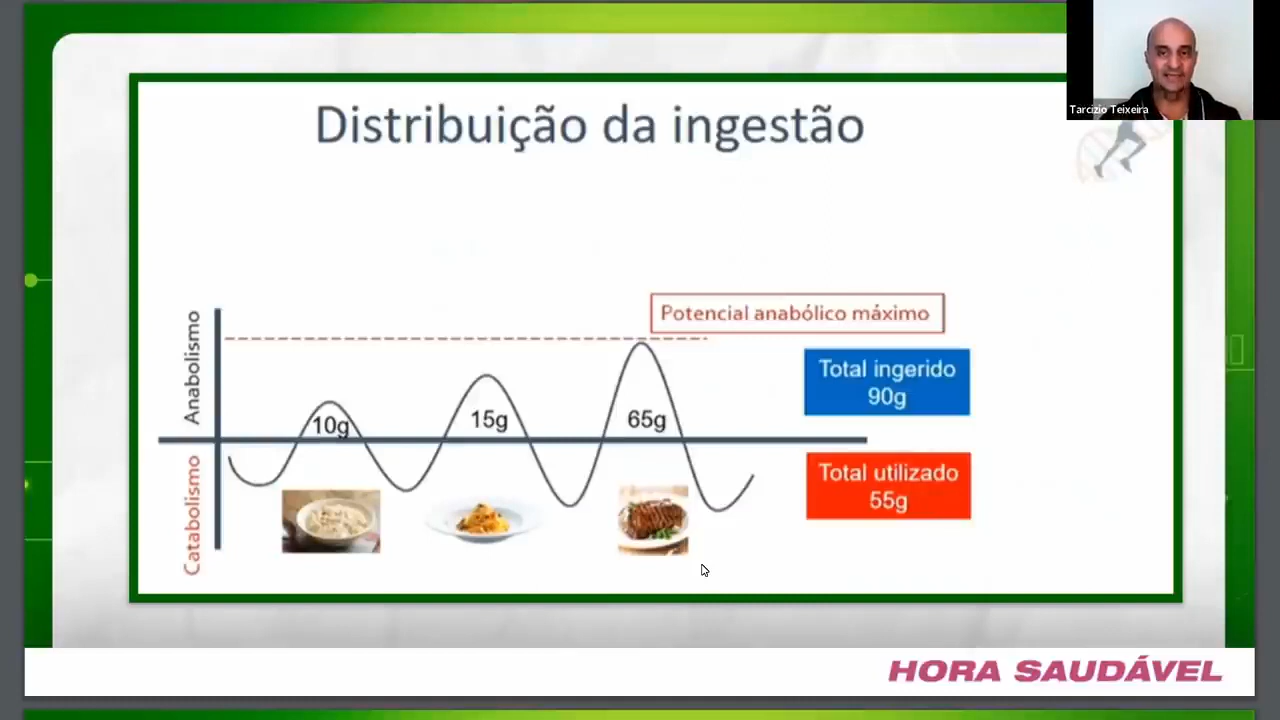 Tarcizio Teixeira
Distribuição da ingestão
Potencial anabólico máximo
Anabolismo
Total ingerido
90g
10g
15g
65g
Catabolismo
Total utilizado
55g
HORA SAUDÁVEL